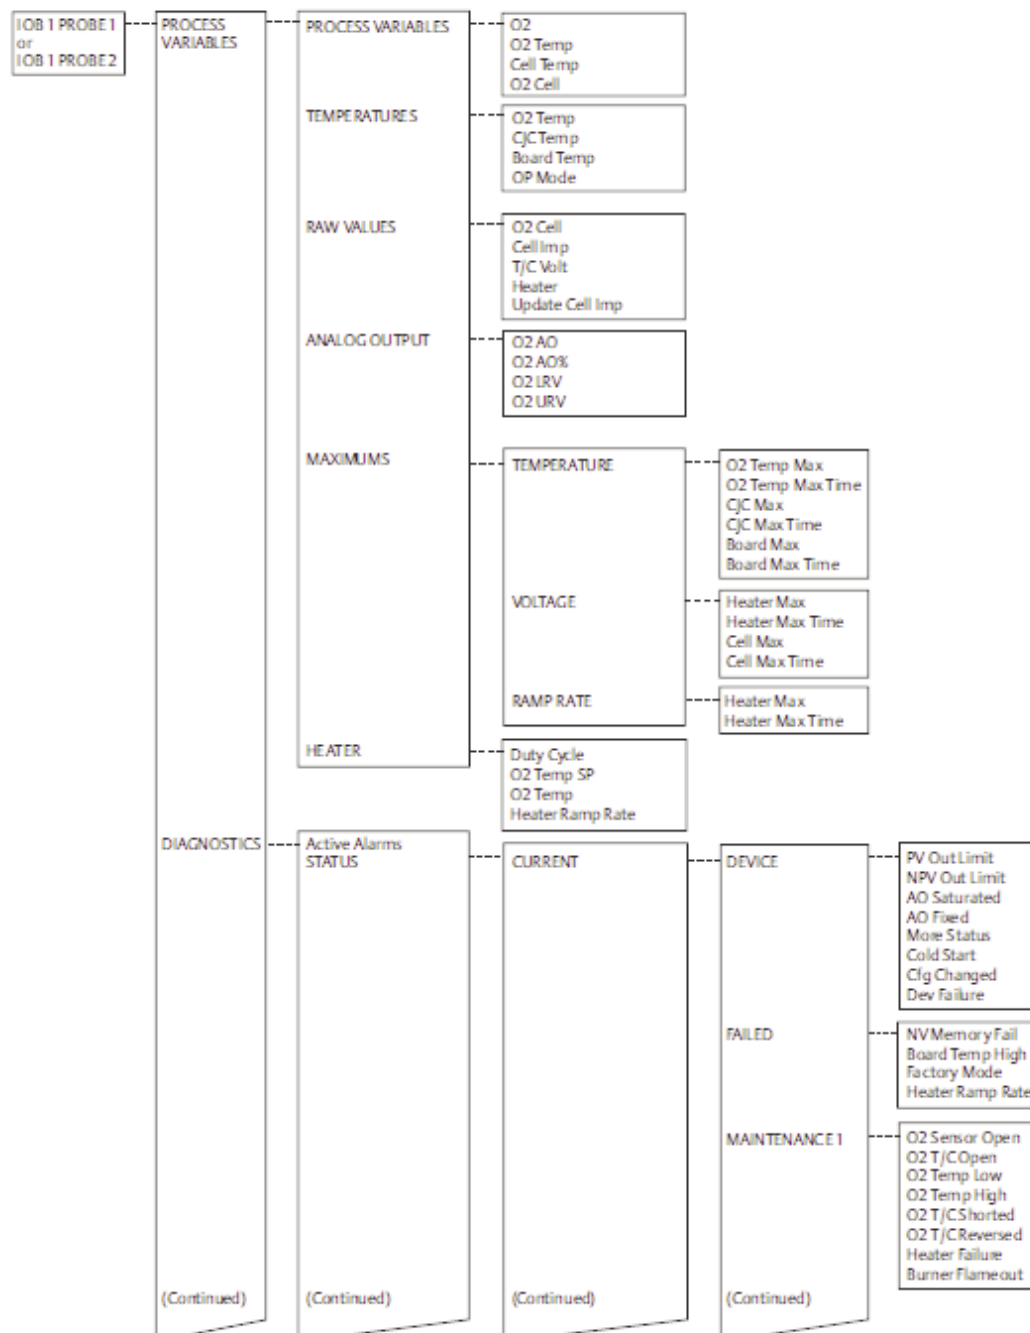 IOB 1 PROBE 1
or
IOB 1 PROBE 2
PROCESS
VARIABLES
PROCESS VARIABLES
O2
O2 Temp
Cell Temp
O2 Cell
TEMPERATURES
O2 Temp
CJC Temp
Board Temp
OP Mode
RAW VALUES
O2 Cell
Cell Imp
T/C Volt
Heater
Update Cell Imp
ANALOG OUTPUT
O2 AO
O2 AO%
O2 LRV
O2 URV
MAXIMUMS
TEMPERATURE
O2 Temp Max
O2 Temp Max Time
CJC Max
CJC Max Time
Board Max
Board Max Time
VOLTAGE
Heater Max
Heater Max Time
Cell Max
Cell Max Time
RAMP RATE
Heater Max
Heater Max Time
HEATER
Duty Cycle
O2 Temp SP
O2 Temp
Heater Ramp Rate
DIAGNOSTICS
Active Alarms
STATUS
CURRENT
DEVICE
PV Out Limit
NPV Out Limit
AO Saturated
AO Fixed
More Status
Cold Start
Cfg Changed
Dev Failure
FAILED
NV Memory Fail
Board Temp High
Factory Mode
Heater Ramp Rate
MAINTENANCE 1
O2 Sensor Open
O2 T/C Open
O2 Temp Low
O2 Temp High
O2 T/C Shorted
O2 T/C Reversed
Heater Failure
Burner Flameout
(Continued)
(Continued)
(Continued)
(Continued)